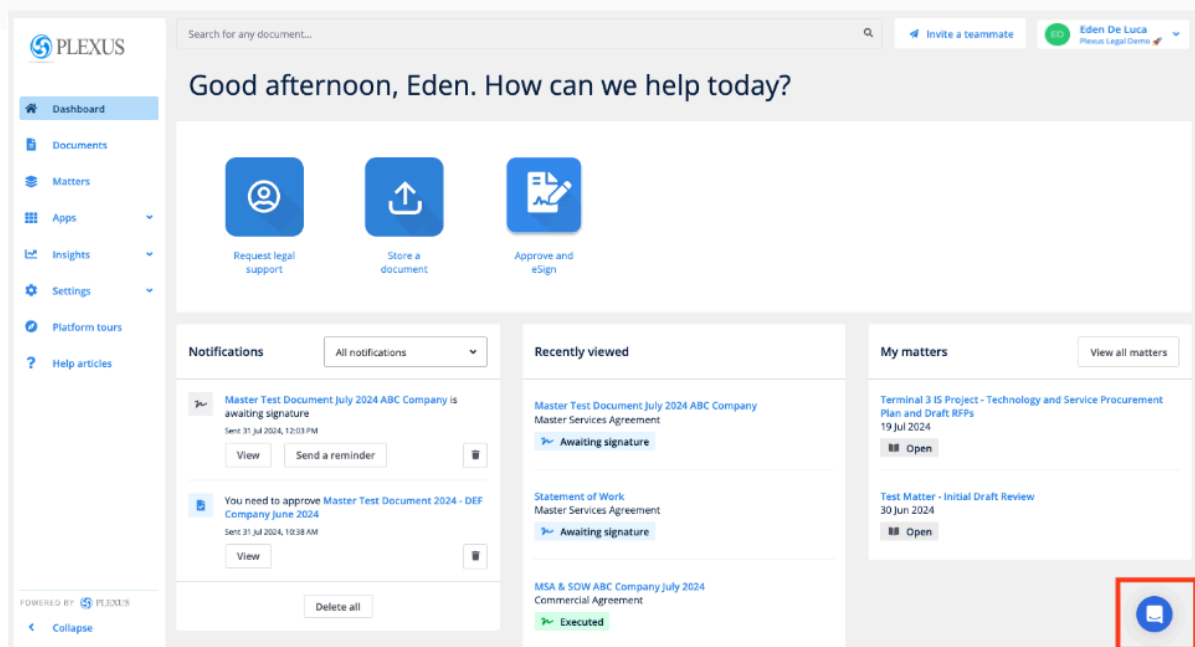 PLEXUS
Search for any document...
Invite a teammate
ED
Eden De Luca
Plexus Legal Demo 🚀
Dashboard
Documents
Matters
Apps
Insights
Settings
Platform tours
Help articles
POWERED BY PLEXUS
Collapse
Good afternoon, Eden. How can we help today?
Request legal
support
Store a
document
Approve and
eSign
Notifications
All notifications
Master Test Document July 2024 ABC Company is
awaiting signature
Sent 31 Jul 2024, 12:03 PM
View
Send a reminder
You need to approve Master Test Document 2024 - DEF
Company June 2024
Sent 31 Jul 2024, 10:38 AM
View
Delete all
Recently viewed
Master Test Document July 2024 ABC Company
Master Services Agreement
Awaiting signature
Statement of Work
Master Services Agreement
Awaiting signature
MSA & SOW ABC Company July 2024
Commercial Agreement
Executed
My matters
View all matters
Terminal 3 IS Project - Technology and Service Procurement
Plan and Draft RFPs
19 Jul 2024
Open
Test Matter - Initial Draft Review
30 Jun 2024
Open